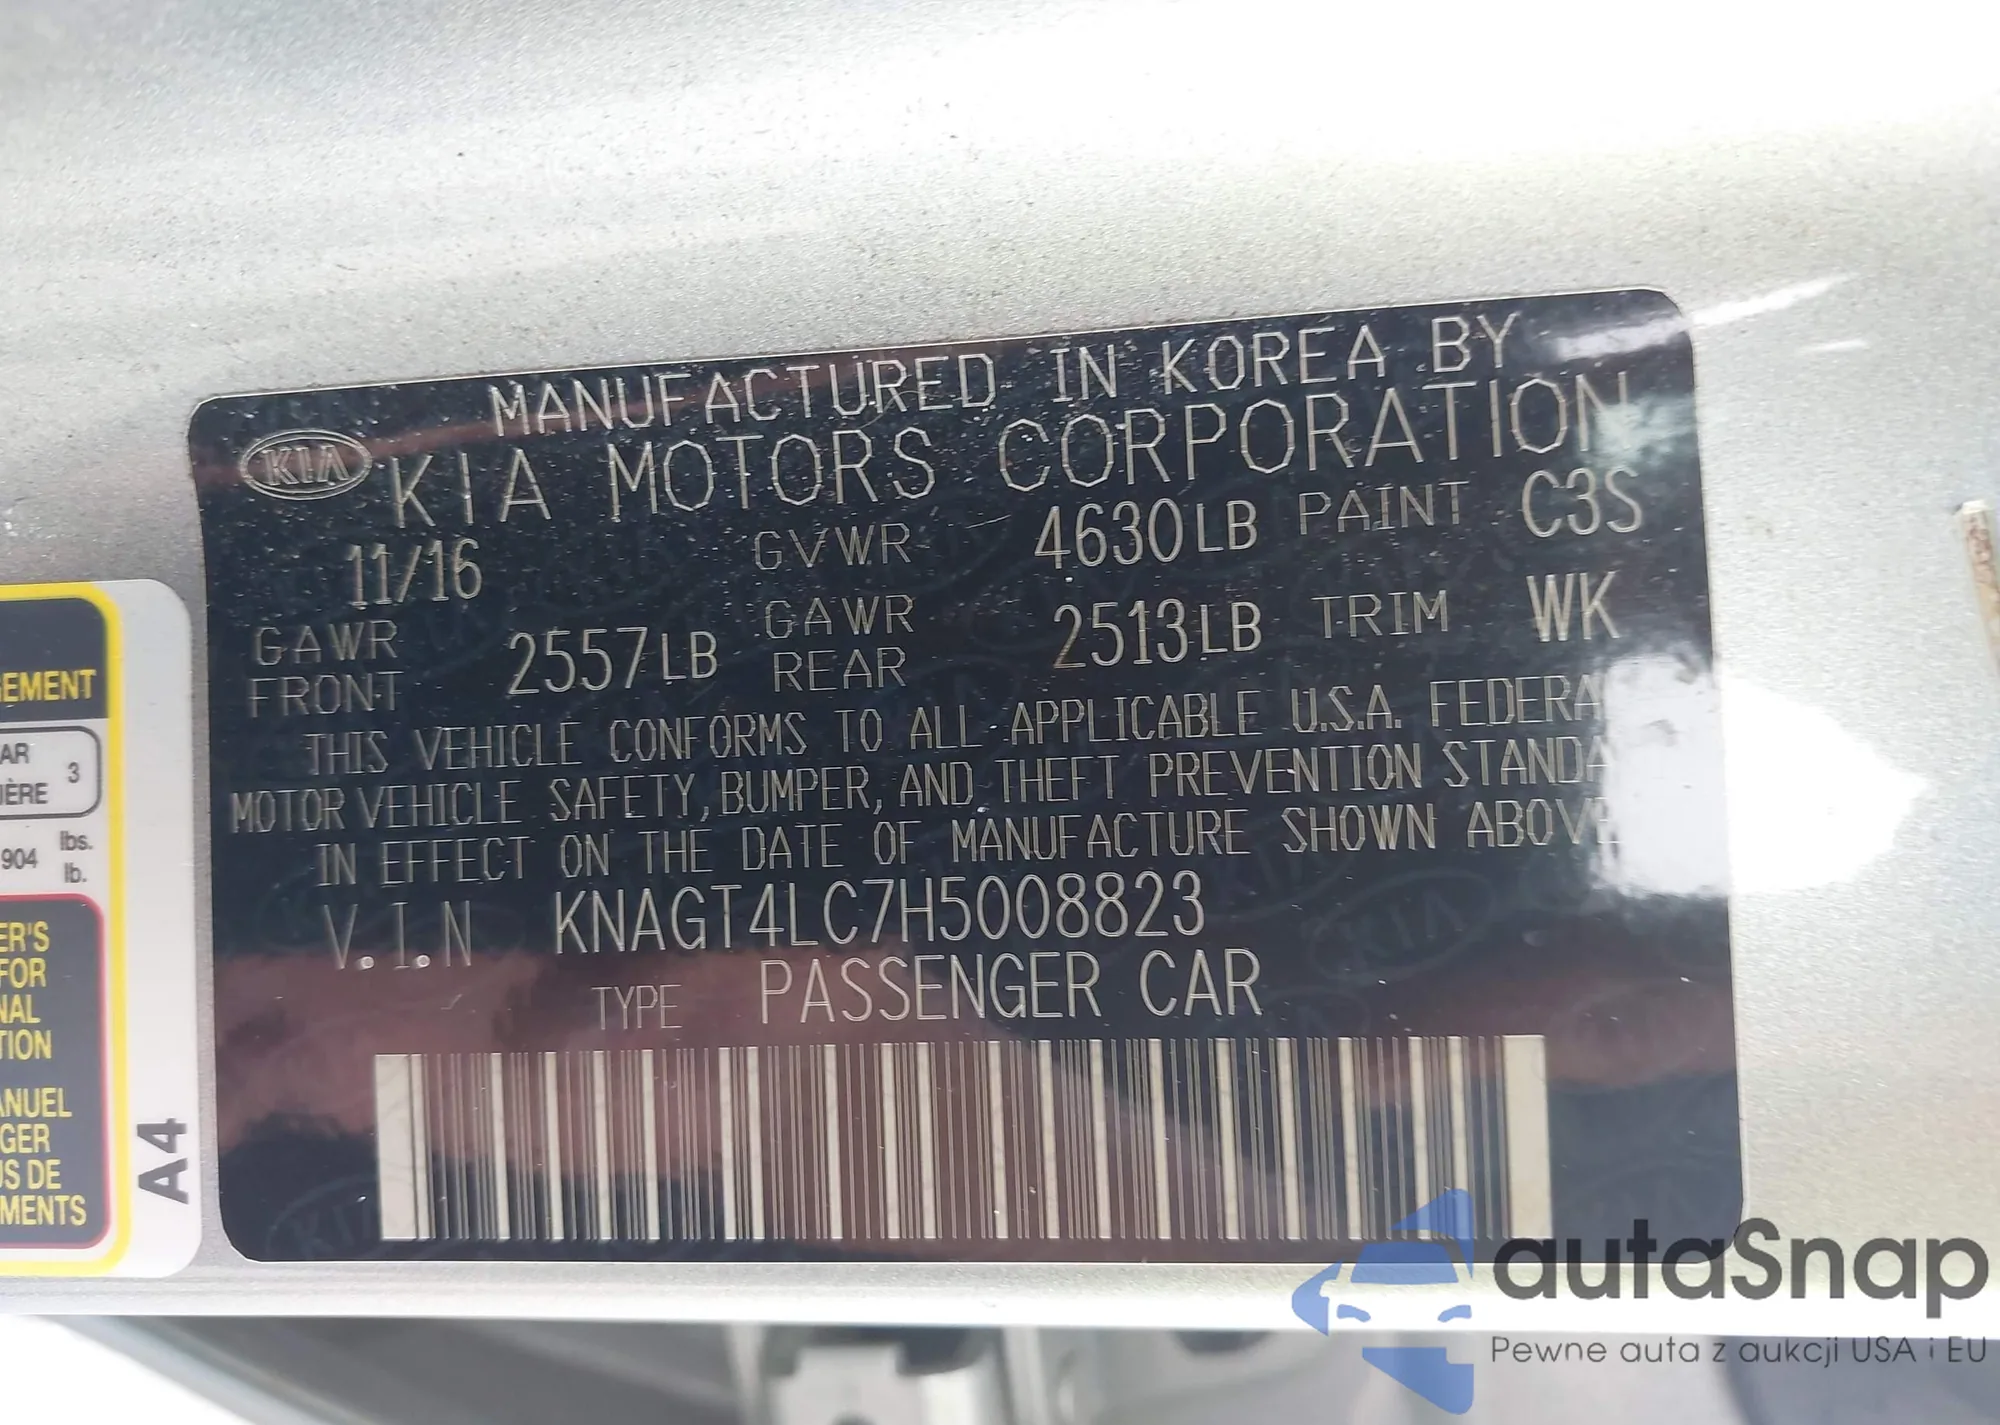 MANUFACTURED IN KOREA BY
KIA KIA MOTORS CORPORATION
11/16 GVWR 4630LB PAINT C3S
GAWR FRONT 2557LB GAWR REAR 2513LB TRIM WK
THIS VEHICLE CONFORMS TO ALL APPLICABLE U.S.A. FEDERA
MOTOR VEHICLE SAFETY, BUMPER, AND THEFT PREVENTION STANDA
IN EFFECT ON THE DATE OF MANUFACTURE SHOWN ABOVE
V.I.N KNAGT4LC7H5008823
TYPE PASSENGER CAR
GEMENT
AR
IÈRE 3
904 lbs.
lb.
ER'S
FOR
NAL
TION
ANUEL
GER
US DE
MENTS
A4
autaSnap
Pewne auta z aukcji USA i EU